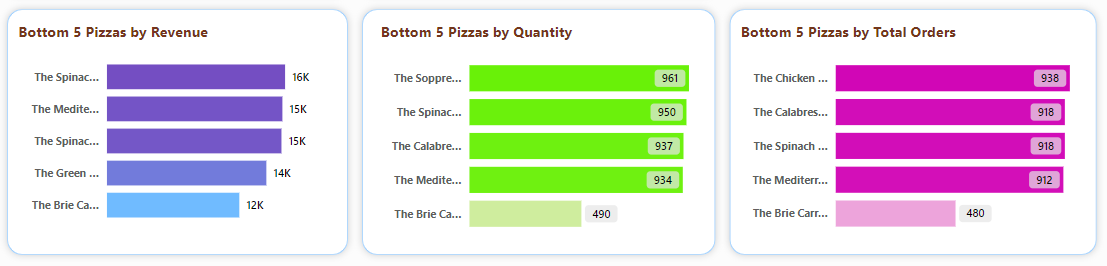 Bottom 5 Pizzas by Revenue
The Spinac... 16K
The Medite... 15K
The Spinac... 15K
The Green ... 14K
The Brie Ca... 12K
Bottom 5 Pizzas by Quantity
The Soppre... 961
The Spinac... 950
The Calabre... 937
The Medite... 934
The Brie Ca... 490
Bottom 5 Pizzas by Total Orders
The Chicken ... 938
The Calabres... 918
The Spinach ... 918
The Mediterr... 912
The Brie Carr... 480